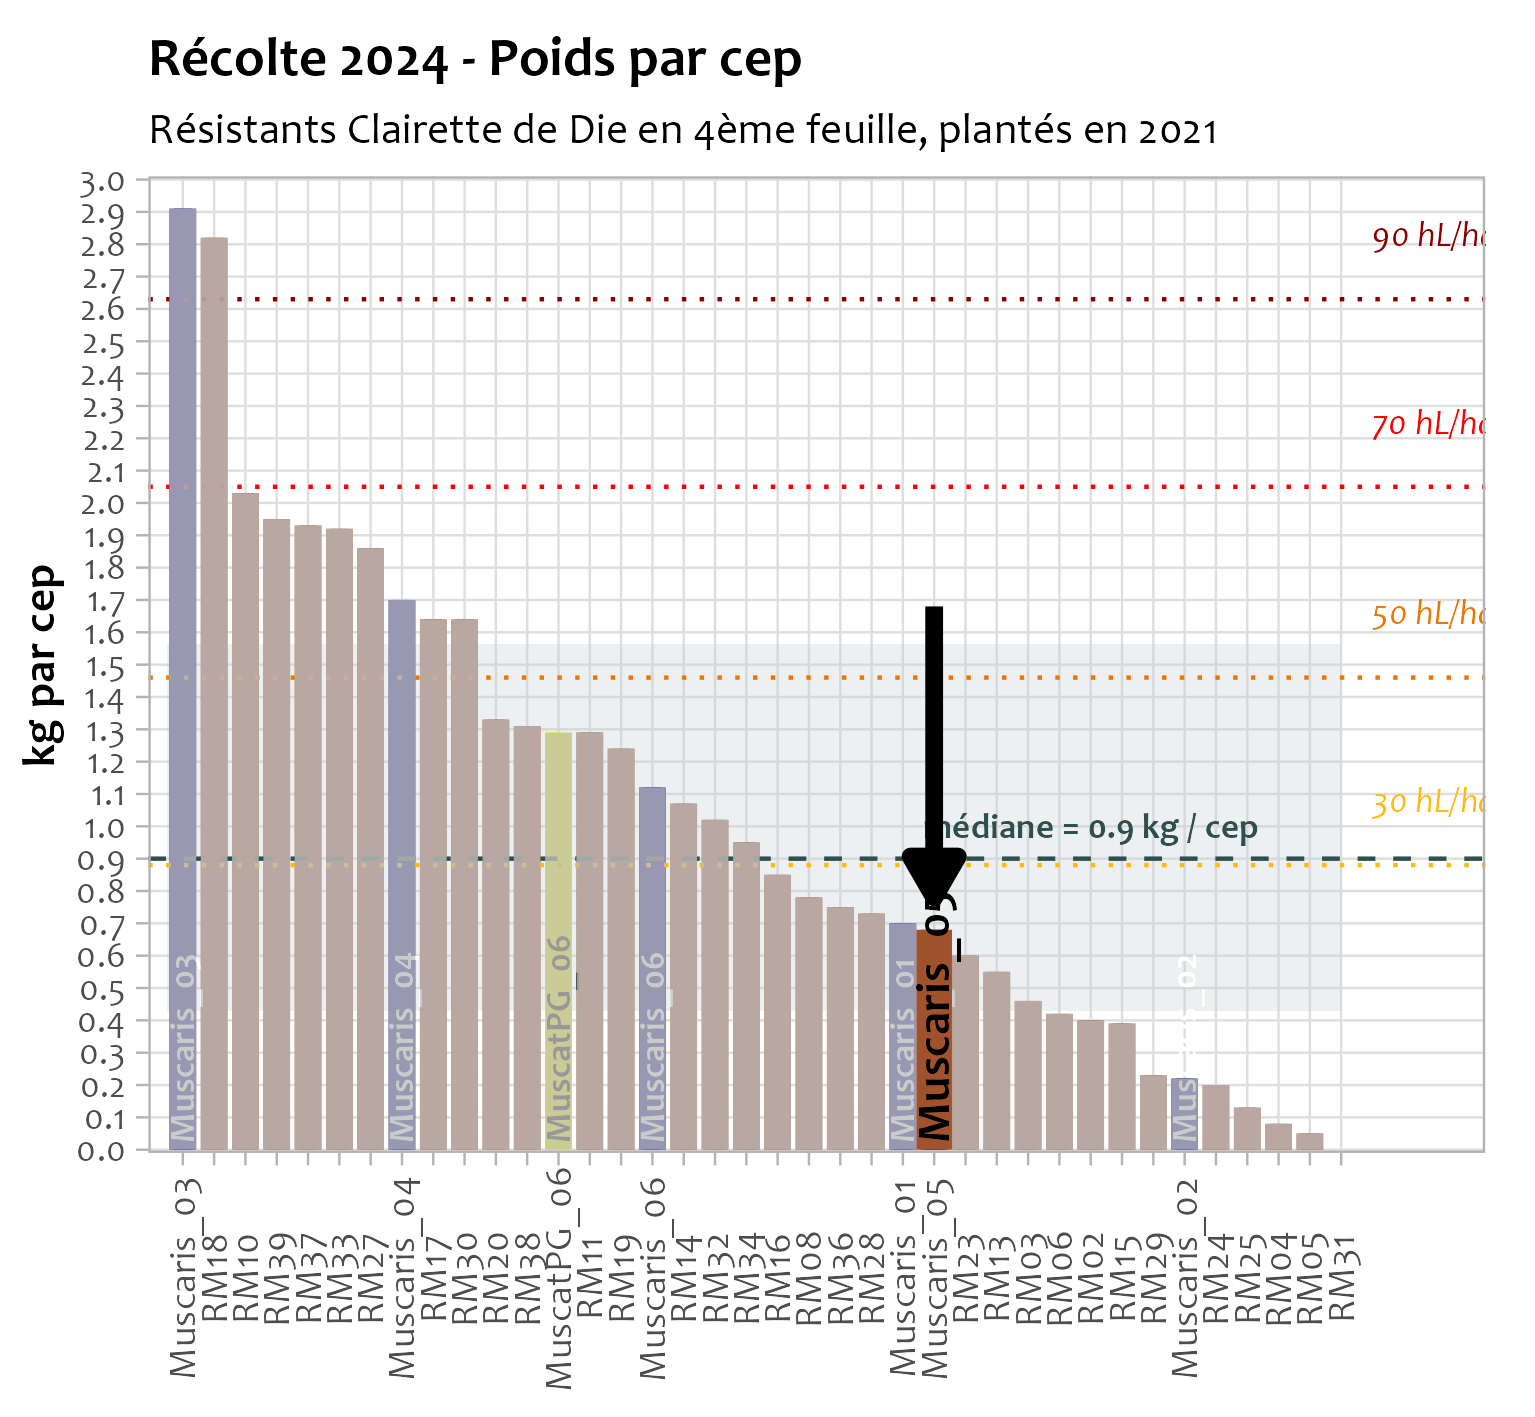 Récolte 2024 - Poids par cep
Résistants Clairette de Die en 4ème feuille, plantés en 2021
kg par cep
3.0
2.9
2.8
2.7
2.6
2.5
2.4
2.3
2.2
2.1
2.0
1.9
1.8
1.7
1.6
1.5
1.4
1.3
1.2
1.1
1.0
0.9
0.8
0.7
0.6
0.5
0.4
0.3
0.2
0.1
0.0
90 hL/ha
70 hL/ha
50 hL/ha
30 hL/ha
médiane = 0.9 kg / cep
Muscaris_03
Muscaris_04
MuscatPG_06
Muscaris_06
Muscaris_01
Muscaris_05
Muscaris_02
Muscaris_03
RM18
RM10
RM39
RM37
RM33
RM27
Muscaris_04
RM17
RM30
RM20
RM38
MuscatPG_06
RM11
RM19
Muscaris_06
RM14
RM32
RM34
RM16
RM08
RM36
RM28
Muscaris_01
Muscaris_05
RM23
RM13
RM03
RM06
RM02
RM15
RM29
Muscaris_02
RM24
RM25
RM04
RM05
RM31